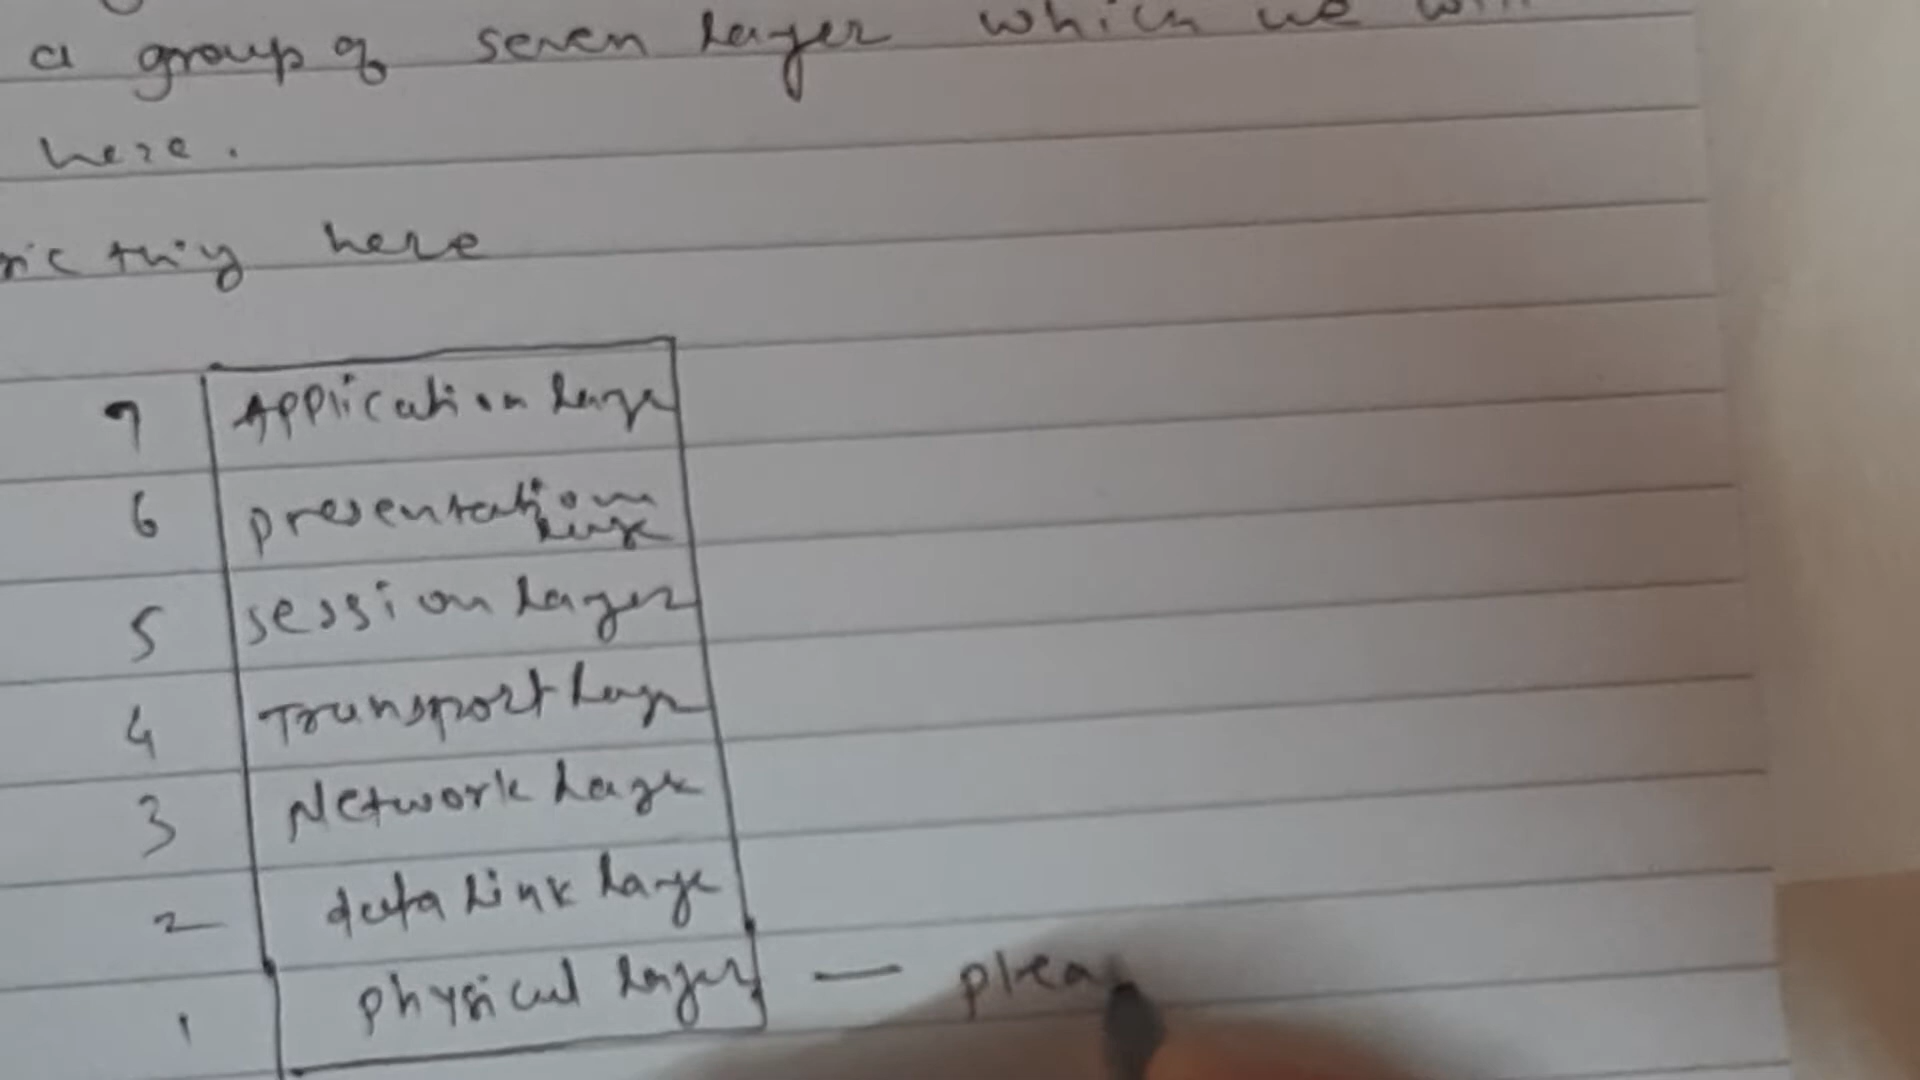 a group of seven layer which we will
here.
here
7 Application Layer
6 presentation
Layer
5 session Layer
4 Transport Layer
3 Network Layer
2 data Link Layer
1 physical Layer — plea